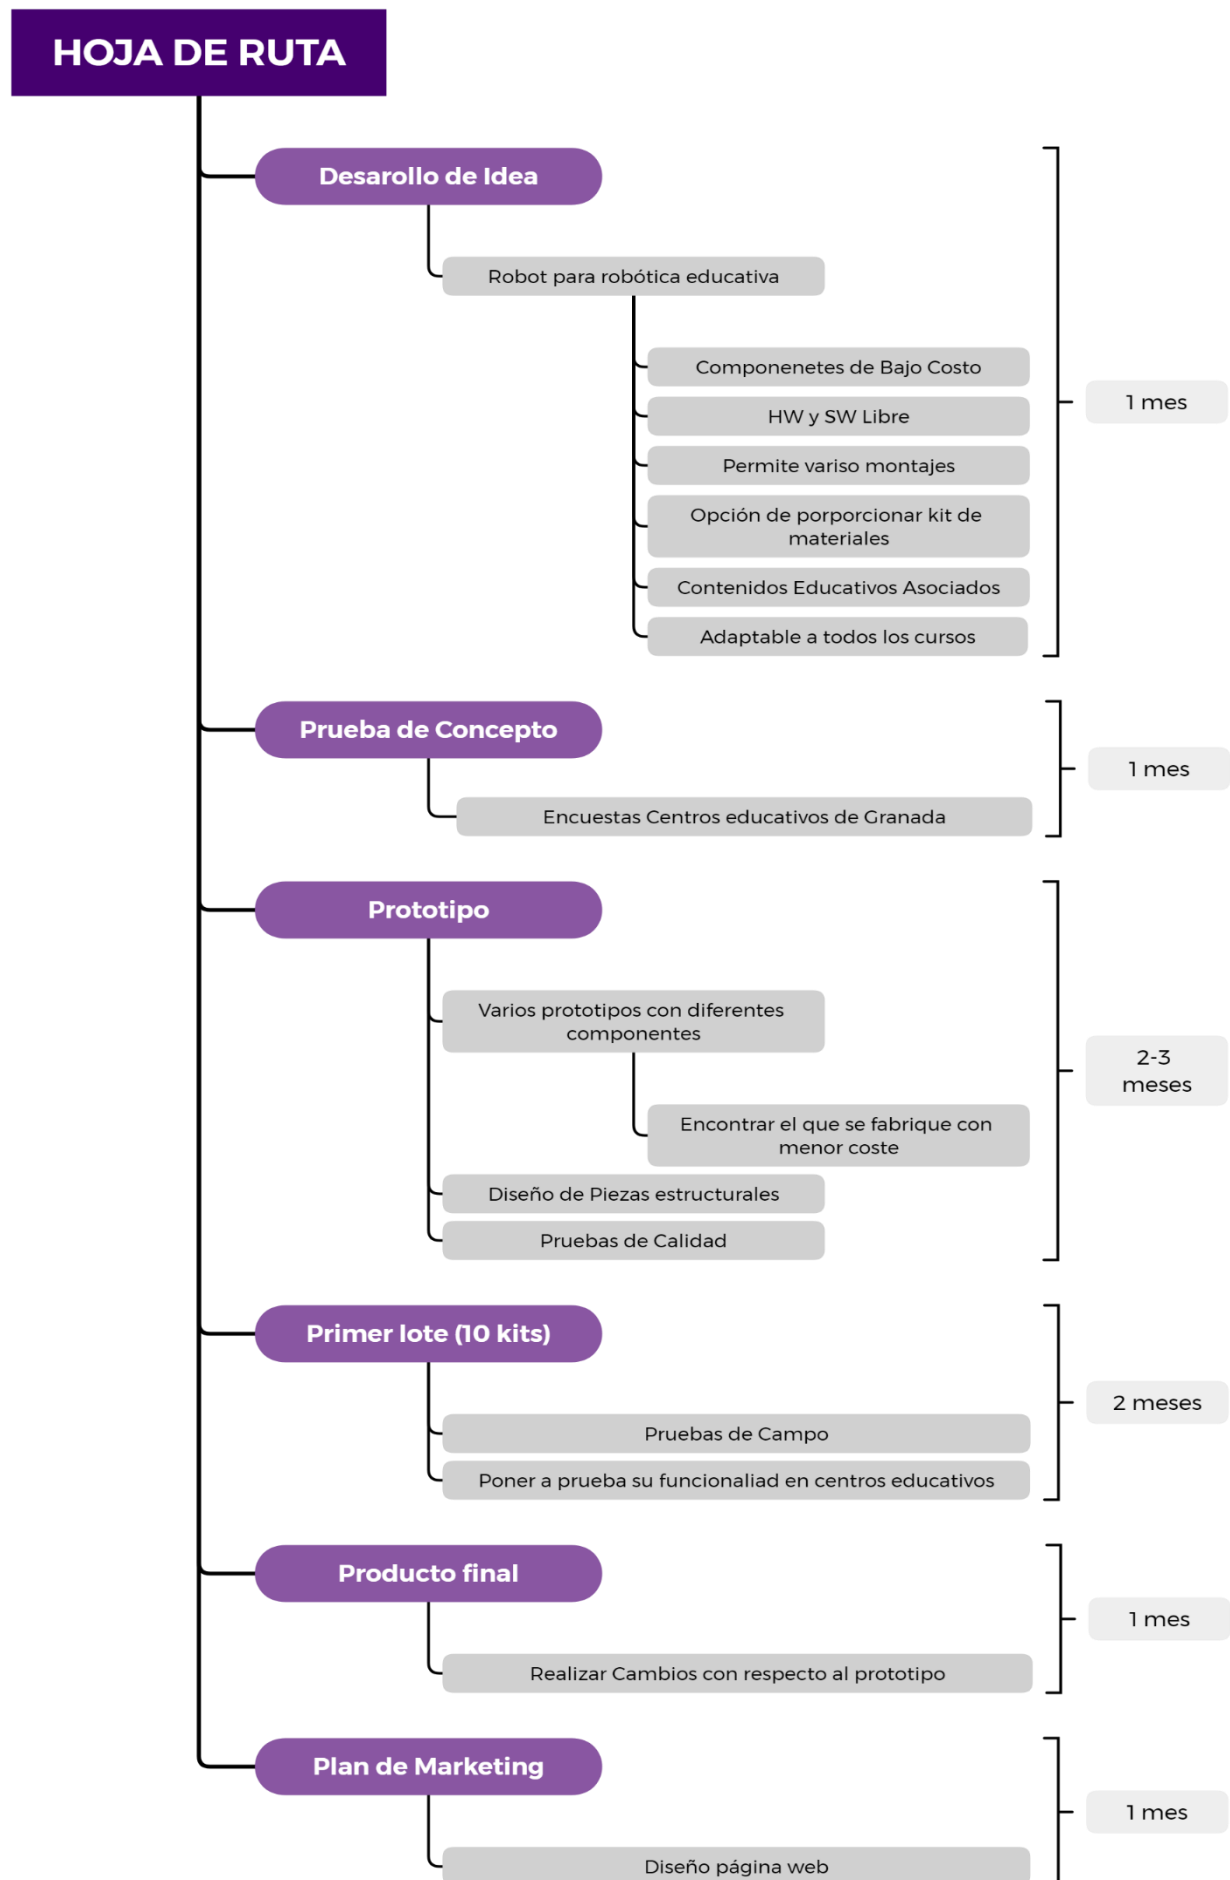 HOJA DE RUTA
Desarollo de Idea
Robot para robótica educativa
Componenetes de Bajo Costo
HW y SW Libre
Permite variso montajes
Opción de porporcionar kit de
materiales
Contenidos Educativos Asociados
Adaptable a todos los cursos
1 mes
Prueba de Concepto
Encuestas Centros educativos de Granada
1 mes
Prototipo
Varios prototipos con diferentes
componentes
Encontrar el que se fabrique con
menor coste
Diseño de Piezas estructurales
Pruebas de Calidad
2-3
meses
Primer lote (10 kits)
Pruebas de Campo
Poner a prueba su funcionaliad en centros educativos
2 meses
Producto final
Realizar Cambios con respecto al prototipo
1 mes
Plan de Marketing
Diseño página web
1 mes